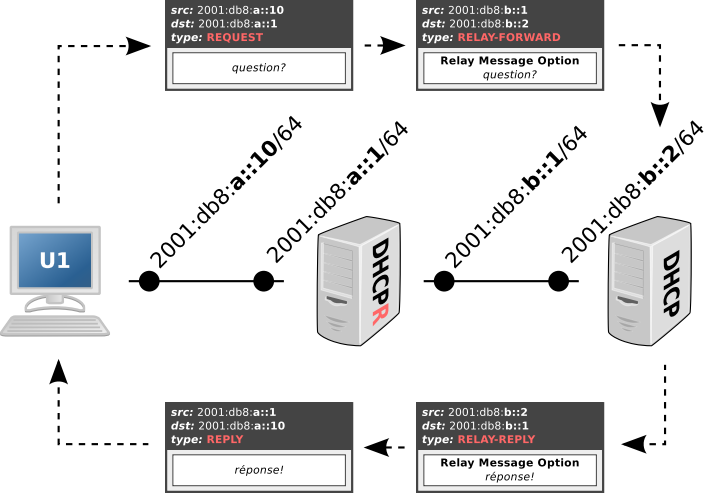 src: 2001:db8:a::10
dst: 2001:db8:a::1
type: REQUEST
question?
src: 2001:db8:b::1
dst: 2001:db8:b::2
type: RELAY-FORWARD
Relay Message Option
question?
2001:db8:a::10/64
2001:db8:a::1/64
2001:db8:b::1/64
2001:db8:b::2/64
U1
DHCPR
DHCP
src: 2001:db8:a::1
dst: 2001:db8:a::10
type: REPLY
réponse!
src: 2001:db8:b::2
dst: 2001:db8:b::1
type: RELAY-REPLY
Relay Message Option
réponse!